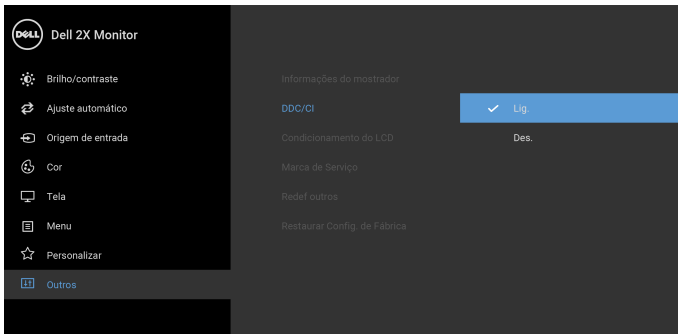 DELL
Dell 2X Monitor
Brilho/contraste
Ajuste automático
Origem de entrada
Cor
Tela
Menu
Personalizar
Outros
Informações do mostrador
DDC/CI
Condicionamento do LCD
Marca de Serviço
Redef outros
Restaurar Config. de Fábrica
Lig.
Des.